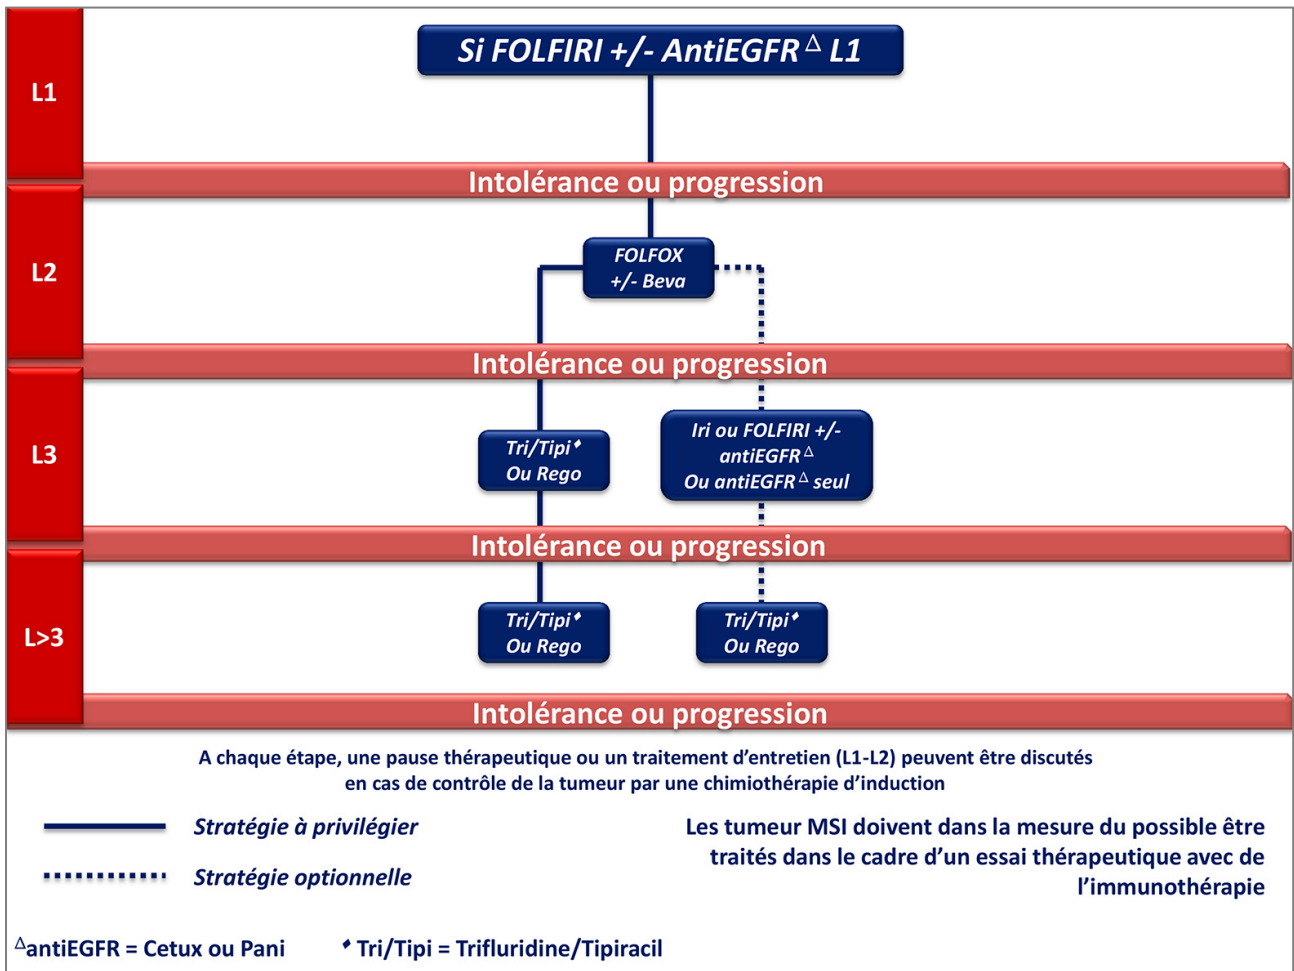 L1
Si FOLFIRI +/- AntiEGFR Δ L1
Intolérance ou progression
L2
FOLFOX
+/- Beva
Intolérance ou progression
L3
Tri/Tipi♦
Ou Rego
Iri ou FOLFIRI +/-
antiEGFR Δ
Ou antiEGFR Δ seul
Intolérance ou progression
L>3
Tri/Tipi♦
Ou Rego
Tri/Tipi♦
Ou Rego
Intolérance ou progression
A chaque étape, une pause thérapeutique ou un traitement d’entretien (L1-L2) peuvent être discutés
en cas de contrôle de la tumeur par une chimiothérapie d’induction
Stratégie à privilégier
Stratégie optionnelle
Les tumeur MSI doivent dans la mesure du possible être
traités dans le cadre d’un essai thérapeutique avec de
l’immunothérapie
ΔantiEGFR = Cetux ou Pani
♦ Tri/Tipi = Trifluridine/Tipiracil